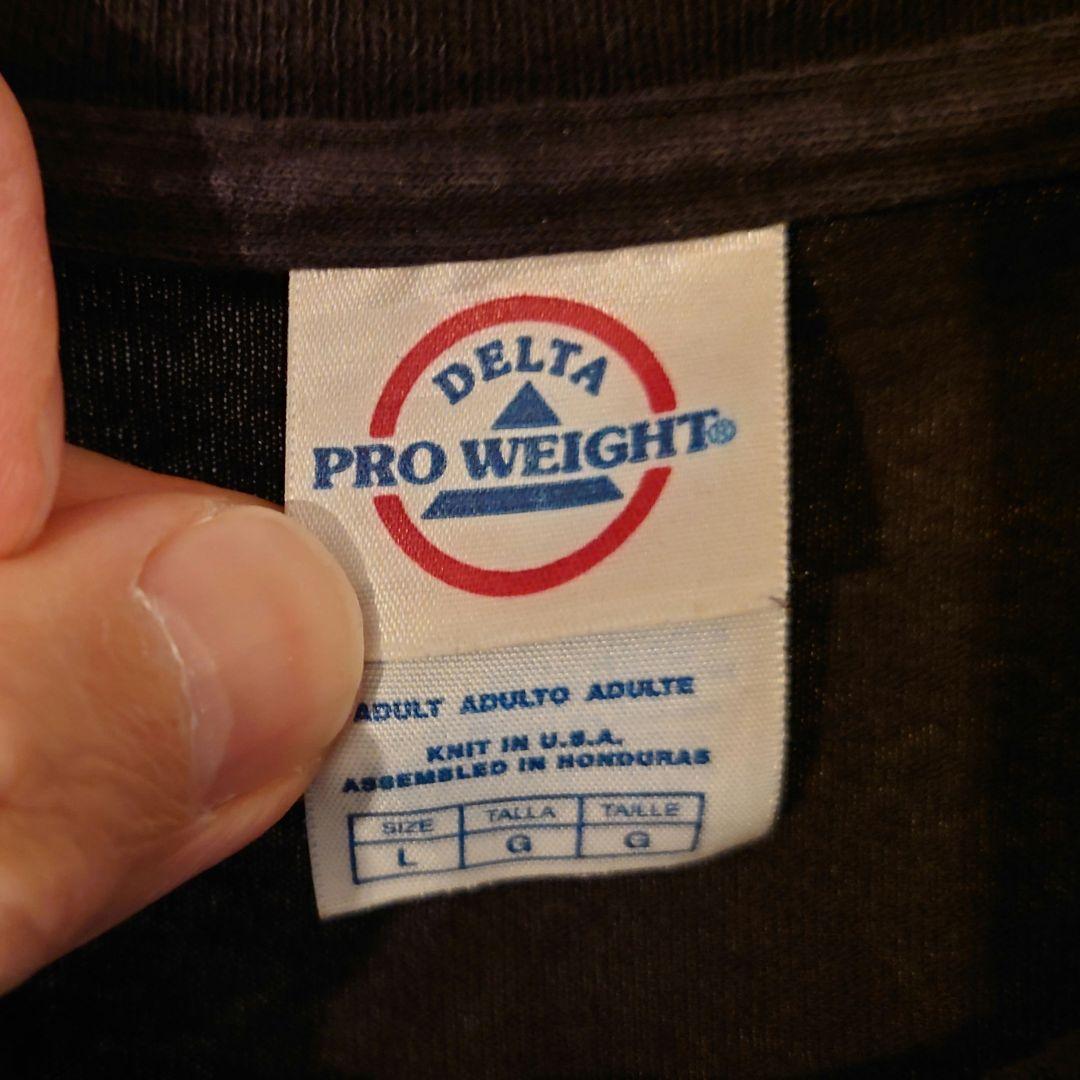 DELTA
PRO WEIGHT®
ADULT ADULTO ADULTE
KNIT IN U.S.A.
ASSEMBLED IN HONDURAS
SIZE TALLA TAILLE
L G G